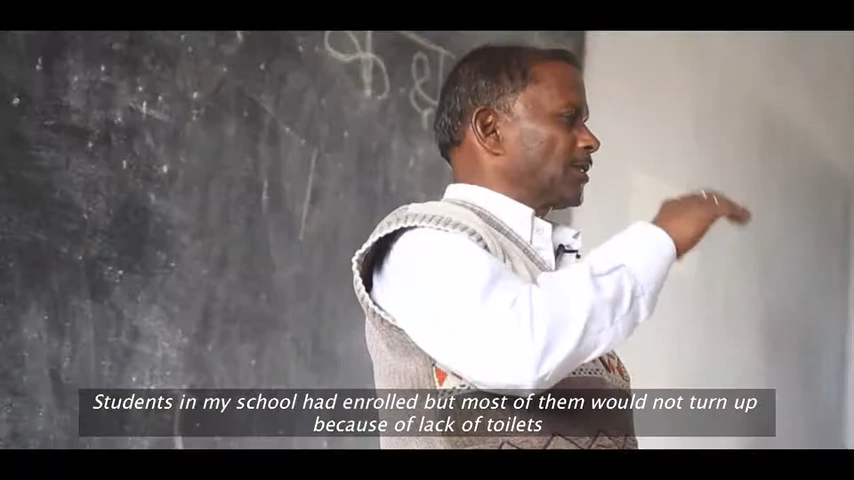 Students in my school had enrolled but most of them would not turn up
because of lack of toilets